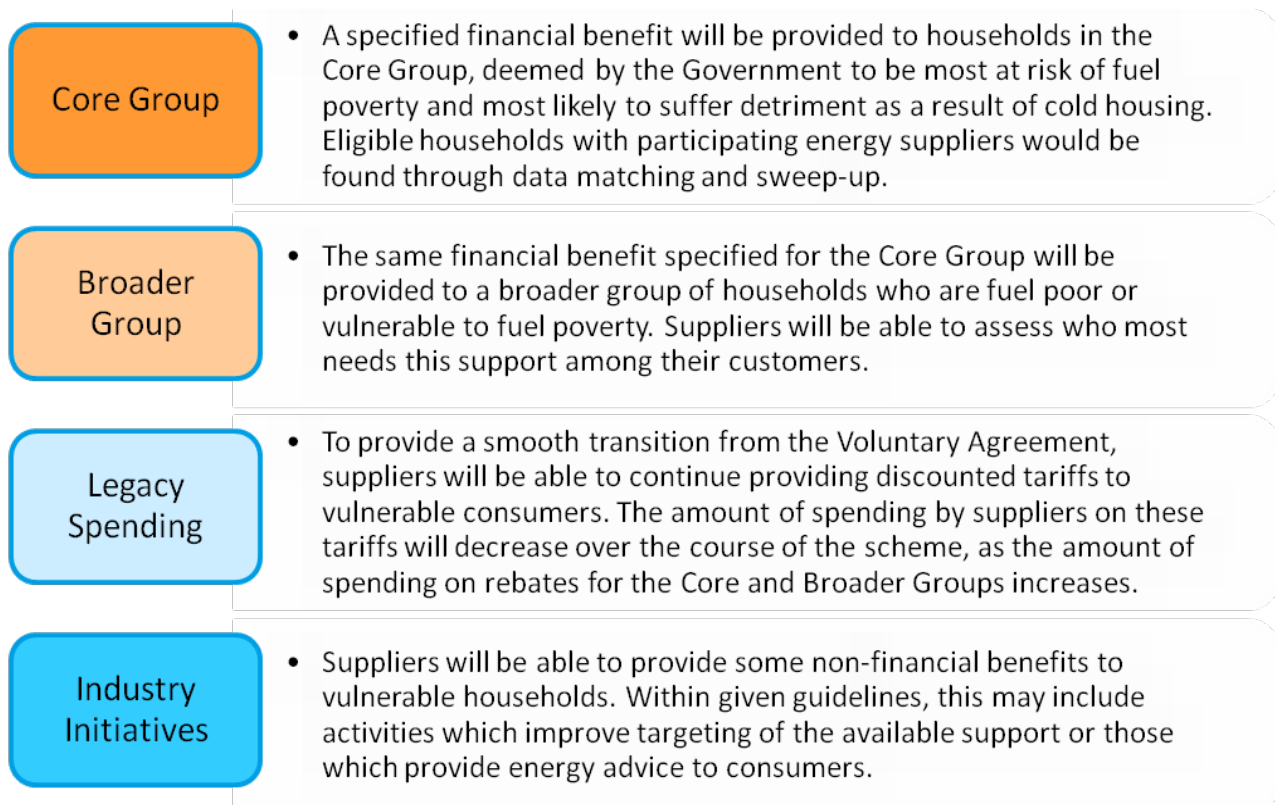 Core Group
• A specified financial benefit will be provided to households in the
Core Group, deemed by the Government to be most at risk of fuel
poverty and most likely to suffer detriment as a result of cold housing.
Eligible households with participating energy suppliers would be
found through data matching and sweep-up.
Broader
Group
• The same financial benefit specified for the Core Group will be
provided to a broader group of households who are fuel poor or
vulnerable to fuel poverty. Suppliers will be able to assess who most
needs this support among their customers.
Legacy
Spending
• To provide a smooth transition from the Voluntary Agreement,
suppliers will be able to continue providing discounted tariffs to
vulnerable consumers. The amount of spending by suppliers on these
tariffs will decrease over the course of the scheme, as the amount of
spending on rebates for the Core and Broader Groups increases.
Industry
Initiatives
• Suppliers will be able to provide some non-financial benefits to
vulnerable households. Within given guidelines, this may include
activities which improve targeting of the available support or those
which provide energy advice to consumers.